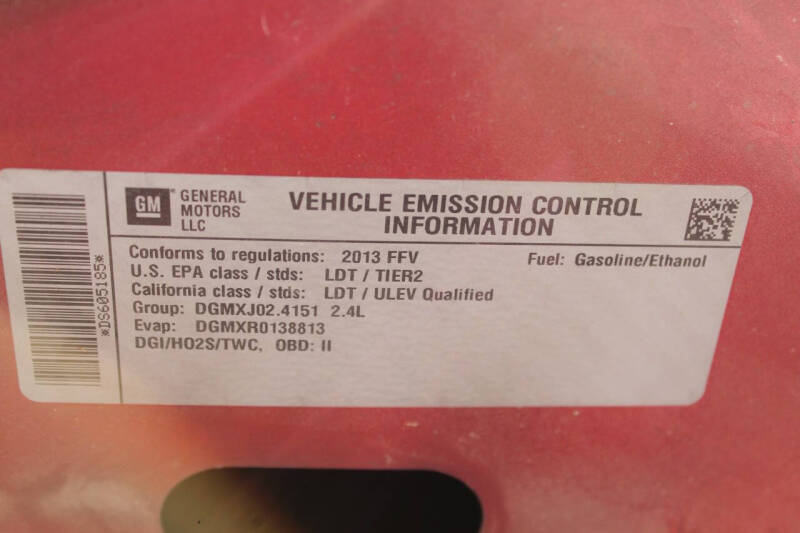 *DS605185*
GM
GENERAL
MOTORS
LLC
VEHICLE EMISSION CONTROL
INFORMATION
Conforms to regulations: 2013 FFV
Fuel: Gasoline/Ethanol
U.S. EPA class / stds: LDT / TIER2
California class / stds: LDT / ULEV Qualified
Group: DGMXJ02.4151 2.4L
Evap: DGMXR0138813
DGI/HO2S/TWC, OBD: II